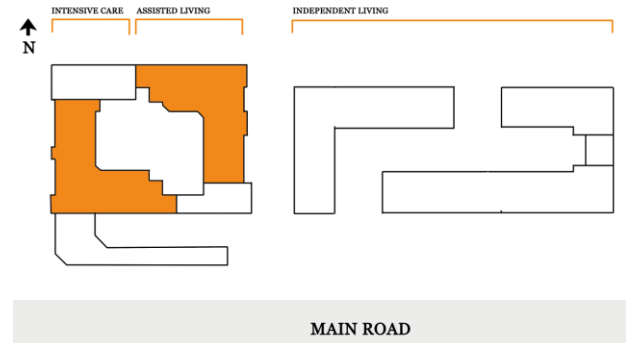 INTENSIVE CARE
ASSISTED LIVING
INDEPENDENT LIVING
N
MAIN ROAD